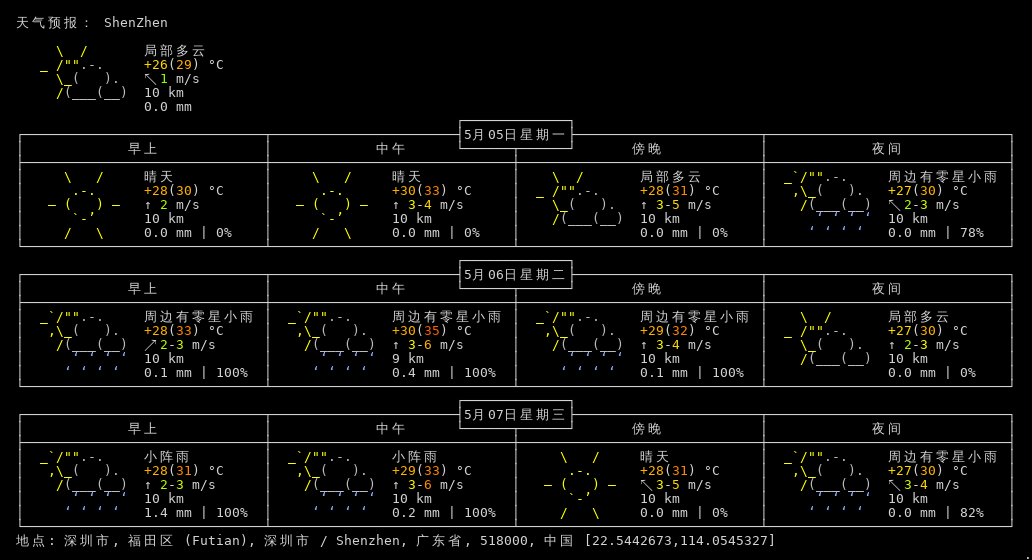 天气预报： ShenZhen
局部多云
+26(29) °C
↖1 m/s
10 km
0.0 mm
5月05日星期一
早上 中午 傍晚 夜间
晴天 晴天 局部多云 周边有零星小雨
+28(30) °C +30(33) °C +28(31) °C +27(30) °C
↑ 2 m/s ↑ 3-4 m/s ↑ 3-5 m/s ↖2-3 m/s
10 km 10 km 10 km 10 km
0.0 mm | 0% 0.0 mm | 0% 0.0 mm | 0% 0.0 mm | 78%
5月06日星期二
早上 中午 傍晚 夜间
周边有零星小雨 周边有零星小雨 周边有零星小雨 局部多云
+28(33) °C +30(35) °C +29(32) °C +27(30) °C
↗2-3 m/s ↑ 3-6 m/s ↑ 3-4 m/s ↑ 2-3 m/s
10 km 9 km 10 km 10 km
0.1 mm | 100% 0.4 mm | 100% 0.1 mm | 100% 0.0 mm | 0%
5月07日星期三
早上 中午 傍晚 夜间
小阵雨 小阵雨 晴天 周边有零星小雨
+28(31) °C +29(33) °C +28(31) °C +27(30) °C
↑ 2-3 m/s ↑ 3-6 m/s ↖3-5 m/s ↖3-4 m/s
10 km 10 km 10 km 10 km
1.4 mm | 100% 0.2 mm | 100% 0.0 mm | 0% 0.0 mm | 82%
地点: 深圳市, 福田区 (Futian), 深圳市 / Shenzhen, 广东省, 518000, 中国 [22.5442673,114.0545327]